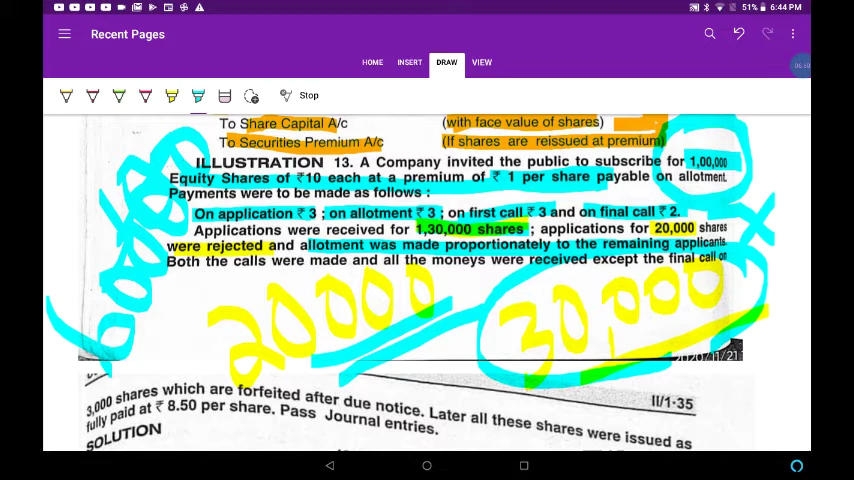 51% 6:44 PM
Recent Pages
06:50
HOME INSERT DRAW VIEW
Stop
To Share Capital A/c (with face value of shares)
To Securities Premium A/c (If shares are reissued at premium)
ILLUSTRATION 13. A Company invited the public to subscribe for 1,00,000
Equity Shares of ₹10 each at a premium of ₹ 1 per share payable on allotment.
Payments were to be made as follows :
On application ₹ 3 ; on allotment ₹ 3 ; on first call ₹ 3 and on final call ₹ 2.
Applications were received for 1,30,000 shares ; applications for 20,000 shares
were rejected and allotment was made proportionately to the remaining applicants.
Both the calls were made and all the moneys were received except the final call on
20000
30,000
2020/11/21
II/1·35
3,000 shares which are forfeited after due notice. Later all these shares were issued as
fully paid at ₹ 8.50 per share. Pass Journal entries.
SOLUTION